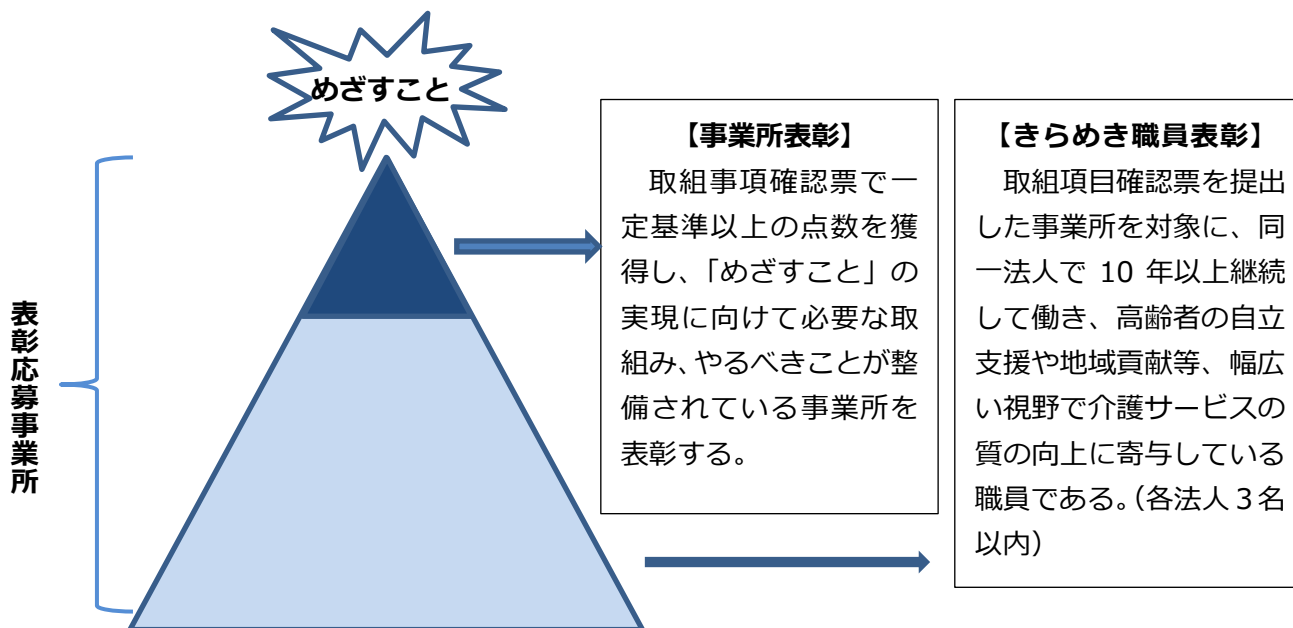 めざすこと
表彰応募事業所
【事業所表彰】
取組事項確認票で一
定基準以上の点数を獲
得し、「めざすこと」の
実現に向けて必要な取
組み、やるべきことが整
備されている事業所を
表彰する。
【きらめき職員表彰】
取組項目確認票を提出
した事業所を対象に、同
一法人で 10 年以上継続
して働き、高齢者の自立
支援や地域貢献等、幅広
い視野で介護サービスの
質の向上に寄与している
職員である。（各法人３名
以内）